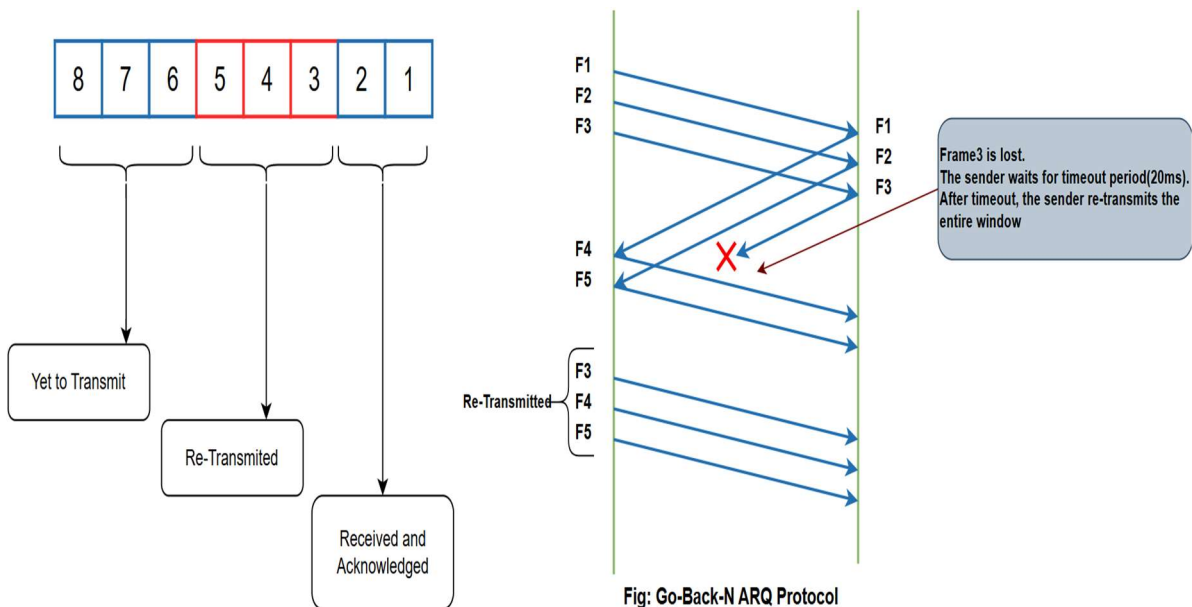 8 7 6 5 4 3 2 1
Yet to Transmit
Re-Transmited
Received and
Acknowledged
F1
F2
F3
F1
F2
F3
F4
F5
Re-Transmitted
F3
F4
F5
Frame3 is lost.
The sender waits for timeout period(20ms).
After timeout, the sender re-transmits the
entire window
Fig: Go-Back-N ARQ Protocol